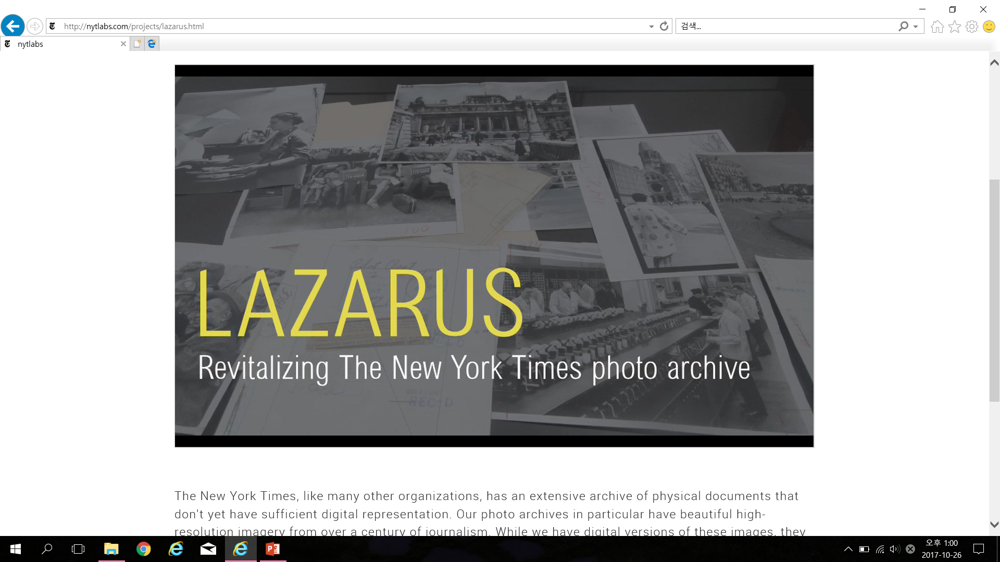 http://nytlabs.com/projects/lazarus.html
검색...
nytlabs
100
LAZARUS
Revitalizing The New York Times photo archive
REC'D
The New York Times, like many other organizations, has an extensive archive of physical documents that
don't yet have sufficient digital representation. Our photo archives in particular have beautiful high-
resolution imagery from over a century of journalism. While we have digital versions of these images, they
오후 1:00
2017-10-26